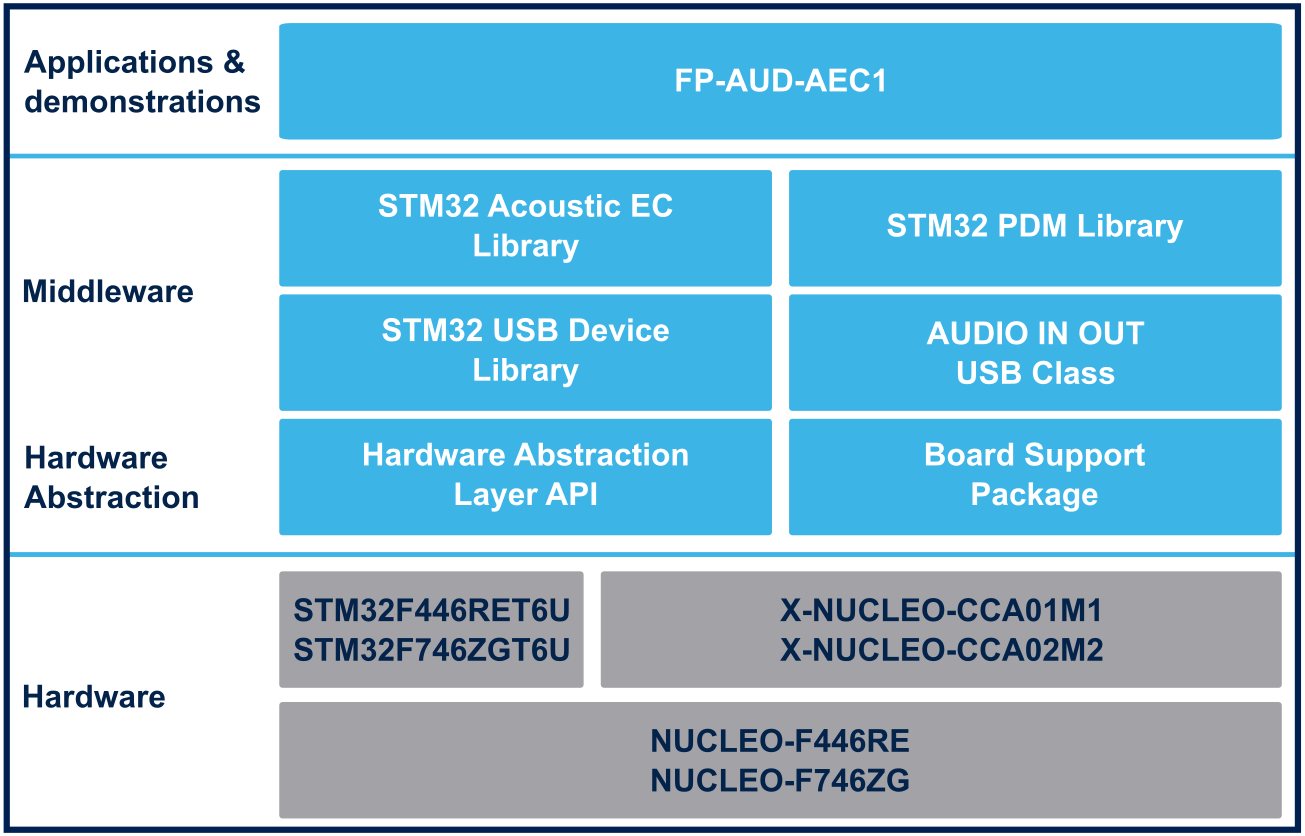 Applications &
demonstrations
FP-AUD-AEC1
Middleware
STM32 Acoustic EC
Library
STM32 PDM Library
STM32 USB Device
Library
AUDIO IN OUT
USB Class
Hardware
Abstraction
Hardware Abstraction
Layer API
Board Support
Package
Hardware
STM32F446RET6U
STM32F746ZGT6U
X-NUCLEO-CCA01M1
X-NUCLEO-CCA02M2
NUCLEO-F446RE
NUCLEO-F746ZG